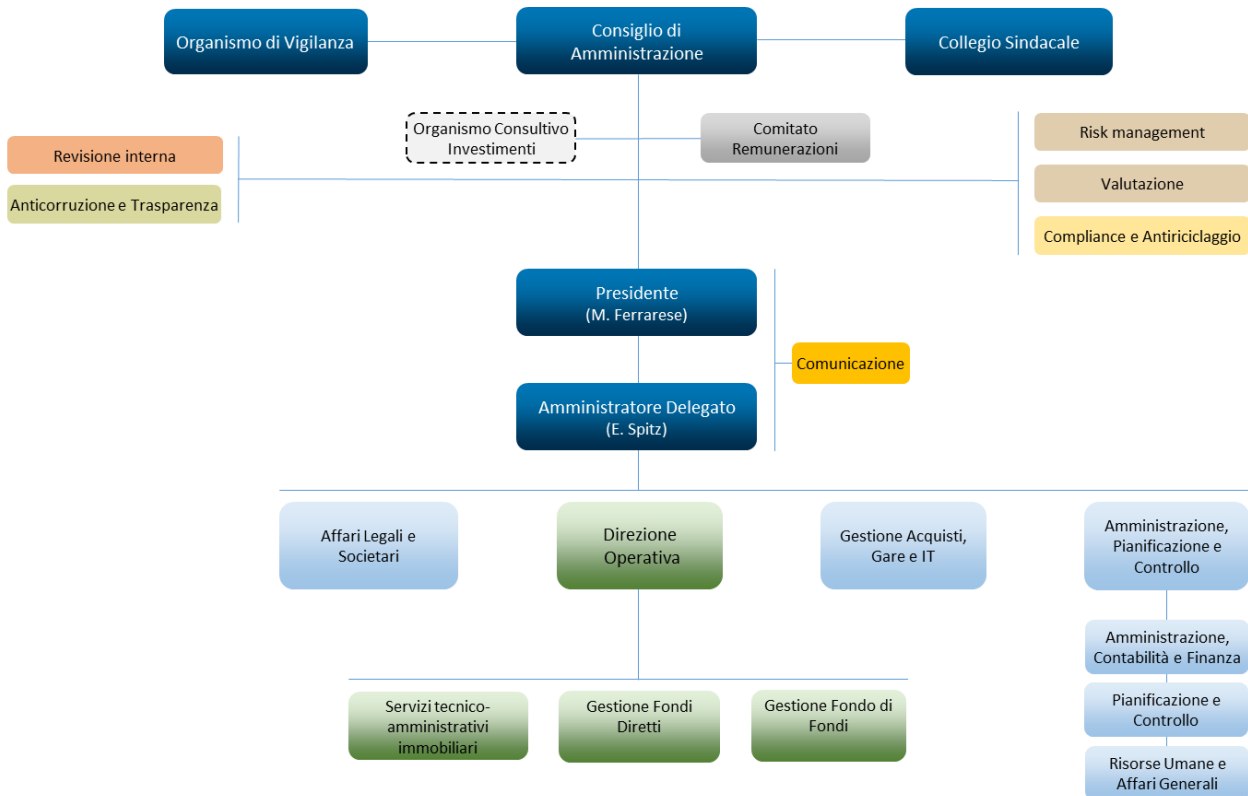 Organismo di Vigilanza
Consiglio di
Amministrazione
Collegio Sindacale
Organismo Consultivo
Investimenti
Comitato
Remunerazioni
Revisione interna
Anticorruzione e Trasparenza
Risk management
Valutazione
Compliance e Antiriciclaggio
Presidente
(M. Ferrarese)
Comunicazione
Amministratore Delegato
(E. Spitz)
Affari Legali e
Societari
Direzione
Operativa
Gestione Acquisti,
Gare e IT
Amministrazione,
Pianificazione e
Controllo
Amministrazione,
Contabilità e Finanza
Pianificazione e
Controllo
Risorse Umane e
Affari Generali
Servizi tecnico-
amministrativi
immobiliari
Gestione Fondi
Diretti
Gestione Fondo di
Fondi